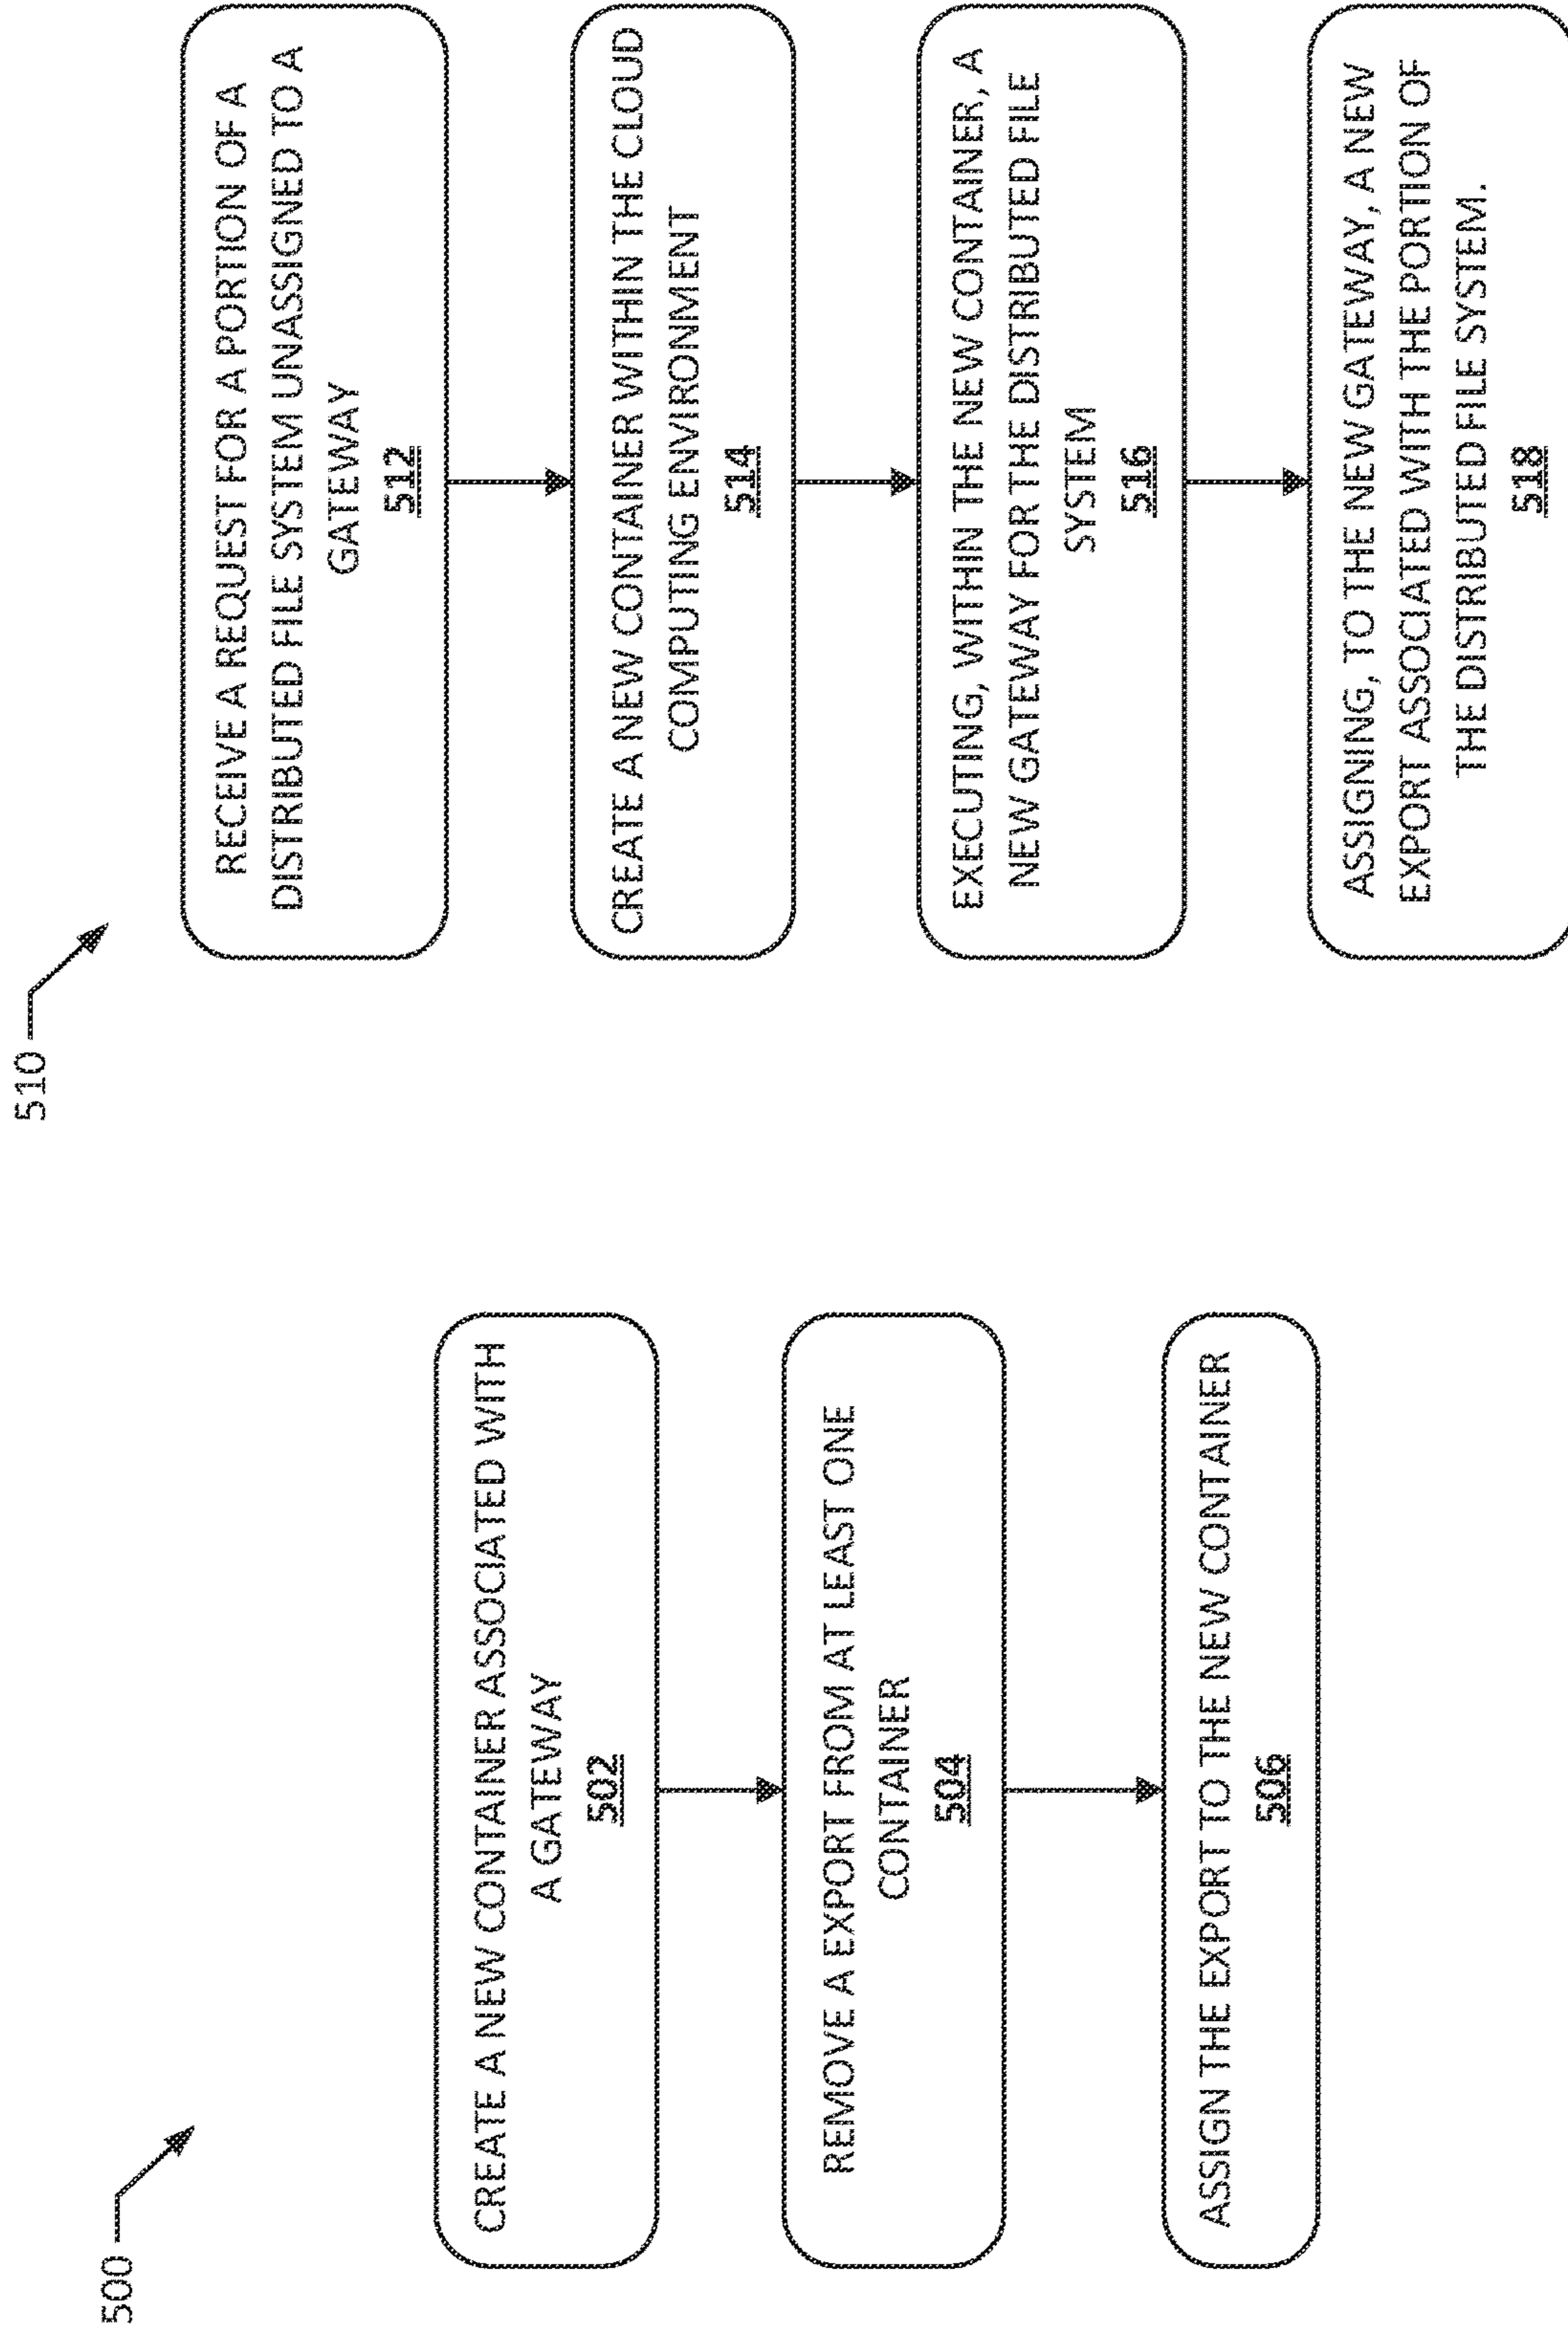 500
CREATE A NEW CONTAINER ASSOCIATED WITH
A GATEWAY
502
REMOVE A EXPORT FROM AT LEAST ONE
CONTAINER
504
ASSIGN THE EXPORT TO THE NEW CONTAINER
506
510
RECEIVE A REQUEST FOR A PORTION OF A
DISTRIBUTED FILE SYSTEM UNASSIGNED TO A
GATEWAY
512
CREATE A NEW CONTAINER WITHIN THE CLOUD
COMPUTING ENVIRONMENT
514
EXECUTING, WITHIN THE NEW CONTAINER, A
NEW GATEWAY FOR THE DISTRIBUTED FILE
SYSTEM
516
ASSIGNING, TO THE NEW GATEWAY, A NEW
EXPORT ASSOCIATED WITH THE PORTION OF
THE DISTRIBUTED FILE SYSTEM.
518